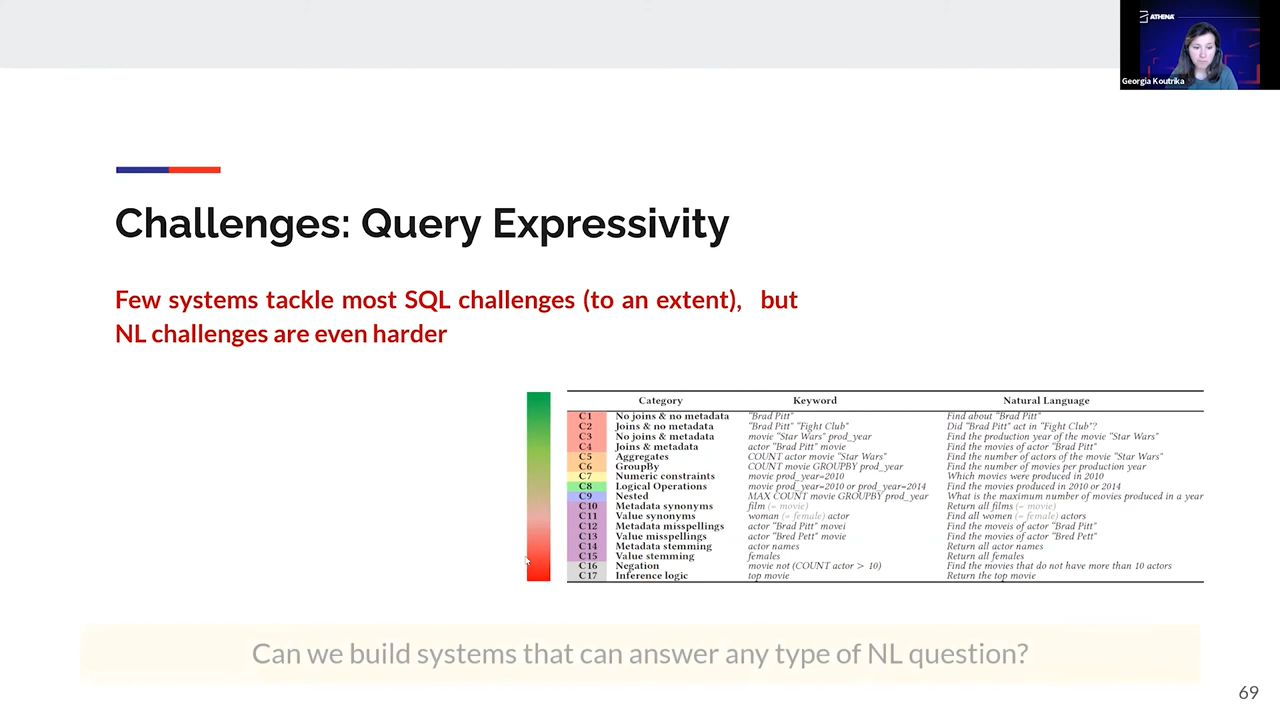 ATHENA
Georgia Koutrika
Challenges: Query Expressivity
Few systems tackle most SQL challenges (to an extent), but
NL challenges are even harder
Category Keyword Natural Language
C1 No joins & no metadata "Brad Pitt" Find about "Brad Pitt"
C2 Joins & no metadata "Brad Pitt" "Fight Club" Did "Brad Pitt" act in "Fight Club"?
C3 No joins & metadata movie "Star Wars" prod_year Find the production year of the movie "Star Wars"
C4 Joins & metadata actor "Brad Pitt" movie Find the movies of actor "Brad Pitt"
C5 Aggregates COUNT actor movie "Star Wars" Find the number of actors of the movie "Star Wars"
C6 GroupBy COUNT movie GROUPBY prod_year Find the number of movies per production year
C7 Numeric constraints movie prod_year=2010 Which movies were produced in 2010
C8 Logical Operations movie prod_year=2010 or prod_year=2014 Find the movies produced in 2010 or 2014
C9 Nested MAX COUNT movie GROUPBY prod_year What is the maximum number of movies produced in a year
C10 Metadata synonyms film (= movie) Return all films (= movie)
C11 Value synonyms woman (= female) actor Find all women (= female) actors
C12 Metadata misspellings actor "Brad Pitt" movei Find the moveis of actor "Brad Pitt"
C13 Value misspellings actor "Bred Pett" movie Find the movies of actor "Bred Pett"
C14 Metadata stemming actor names Return all actor names
C15 Value stemming females Return all females
C16 Negation movie not (COUNT actor > 10) Find the movies that do not have more than 10 actors
C17 Inference logic top movie Return the top movie
Can we build systems that can answer any type of NL question?
69